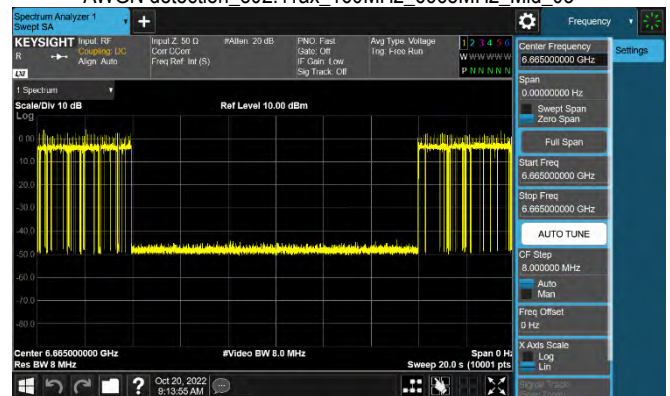 AWGN detection_802.11ax_160MHz_6665MHz_Mid_03
Spectrum Analyzer 1
Swept SA
Frequency
KEYSIGHT
Input: RF
Coupling: DC
Align: Auto
Input Z: 50 Ω
Corr CCorr
Freq Ref: Int (S)
#Atten: 20 dB
PNO: Fast
Gate: Off
IF Gain: Low
Sig Track: Off
Avg Type: Voltage
Trig: Free Run
1 2 3 4 5 6
W W W W W W
P N N N N N
R
LXI
Center Frequency
6.665000000 GHz
Settings
Span
0.00000000 Hz
Swept Span
Zero Span
Full Span
Start Freq
6.665000000 GHz
Stop Freq
6.665000000 GHz
AUTO TUNE
CF Step
8.000000 MHz
Auto
Man
Freq Offset
0 Hz
X Axis Scale
Log
Lin
1 Spectrum
Scale/Div 10 dB
Ref Level 10.00 dBm
Log
0.00
-10.0
-20.0
-30.0
-40.0
-50.0
-60.0
-70.0
-80.0
Center 6.665000000 GHz
#Video BW 8.0 MHz
Span 0 Hz
Res BW 8 MHz
Sweep 20.0 s (10001 pts
?
Oct 20, 2022
9:13:55 AM